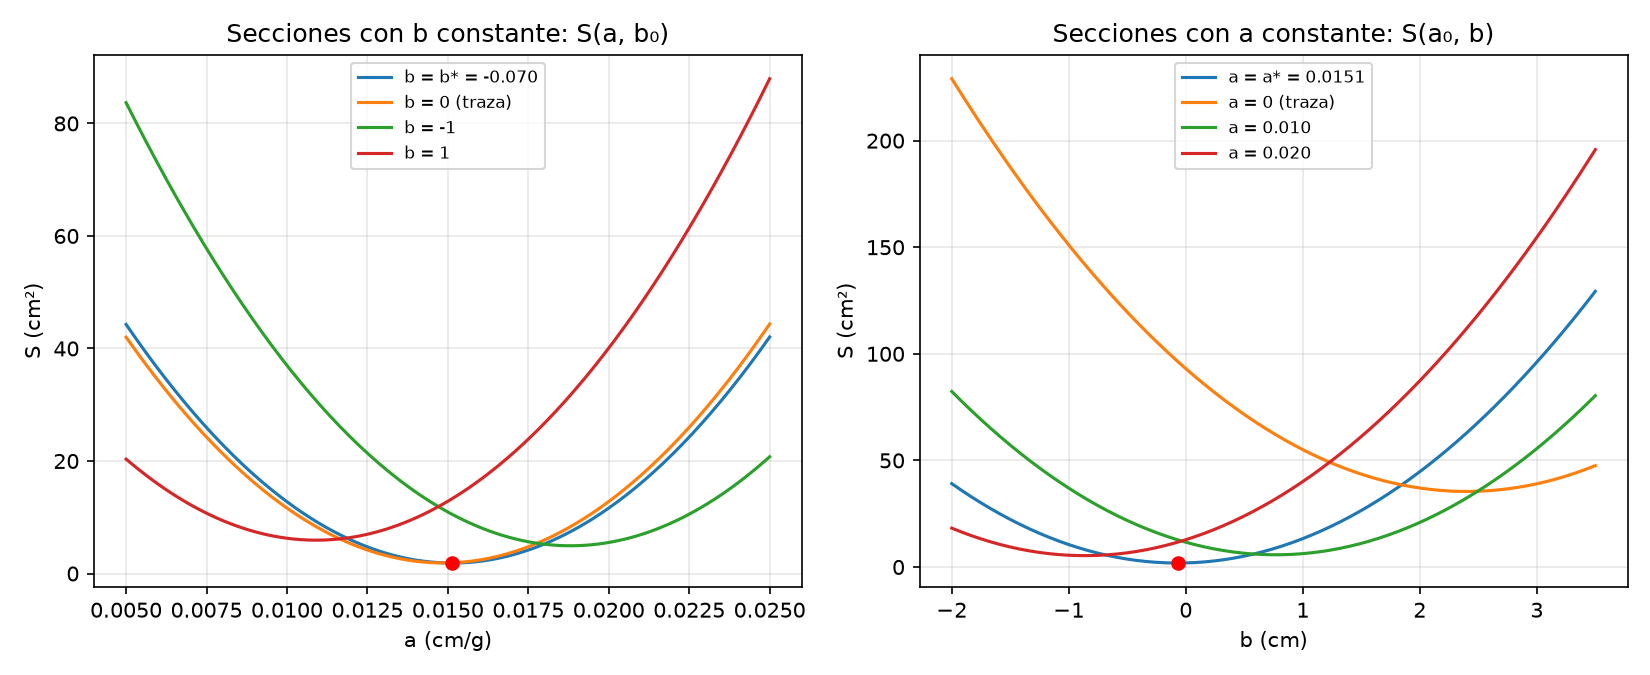 Secciones con b constante: S(a, b₀)
b = b* = -0.070
b = 0 (traza)
b = -1
b = 1
S (cm²)
80
60
40
20
0
0.0050 0.0075 0.0100 0.0125 0.0150 0.0175 0.0200 0.0225 0.0250
a (cm/g)
Secciones con a constante: S(a₀, b)
a = a* = 0.0151
a = 0 (traza)
a = 0.010
a = 0.020
S (cm²)
200
150
100
50
0
−2 −1 0 1 2 3
b (cm)